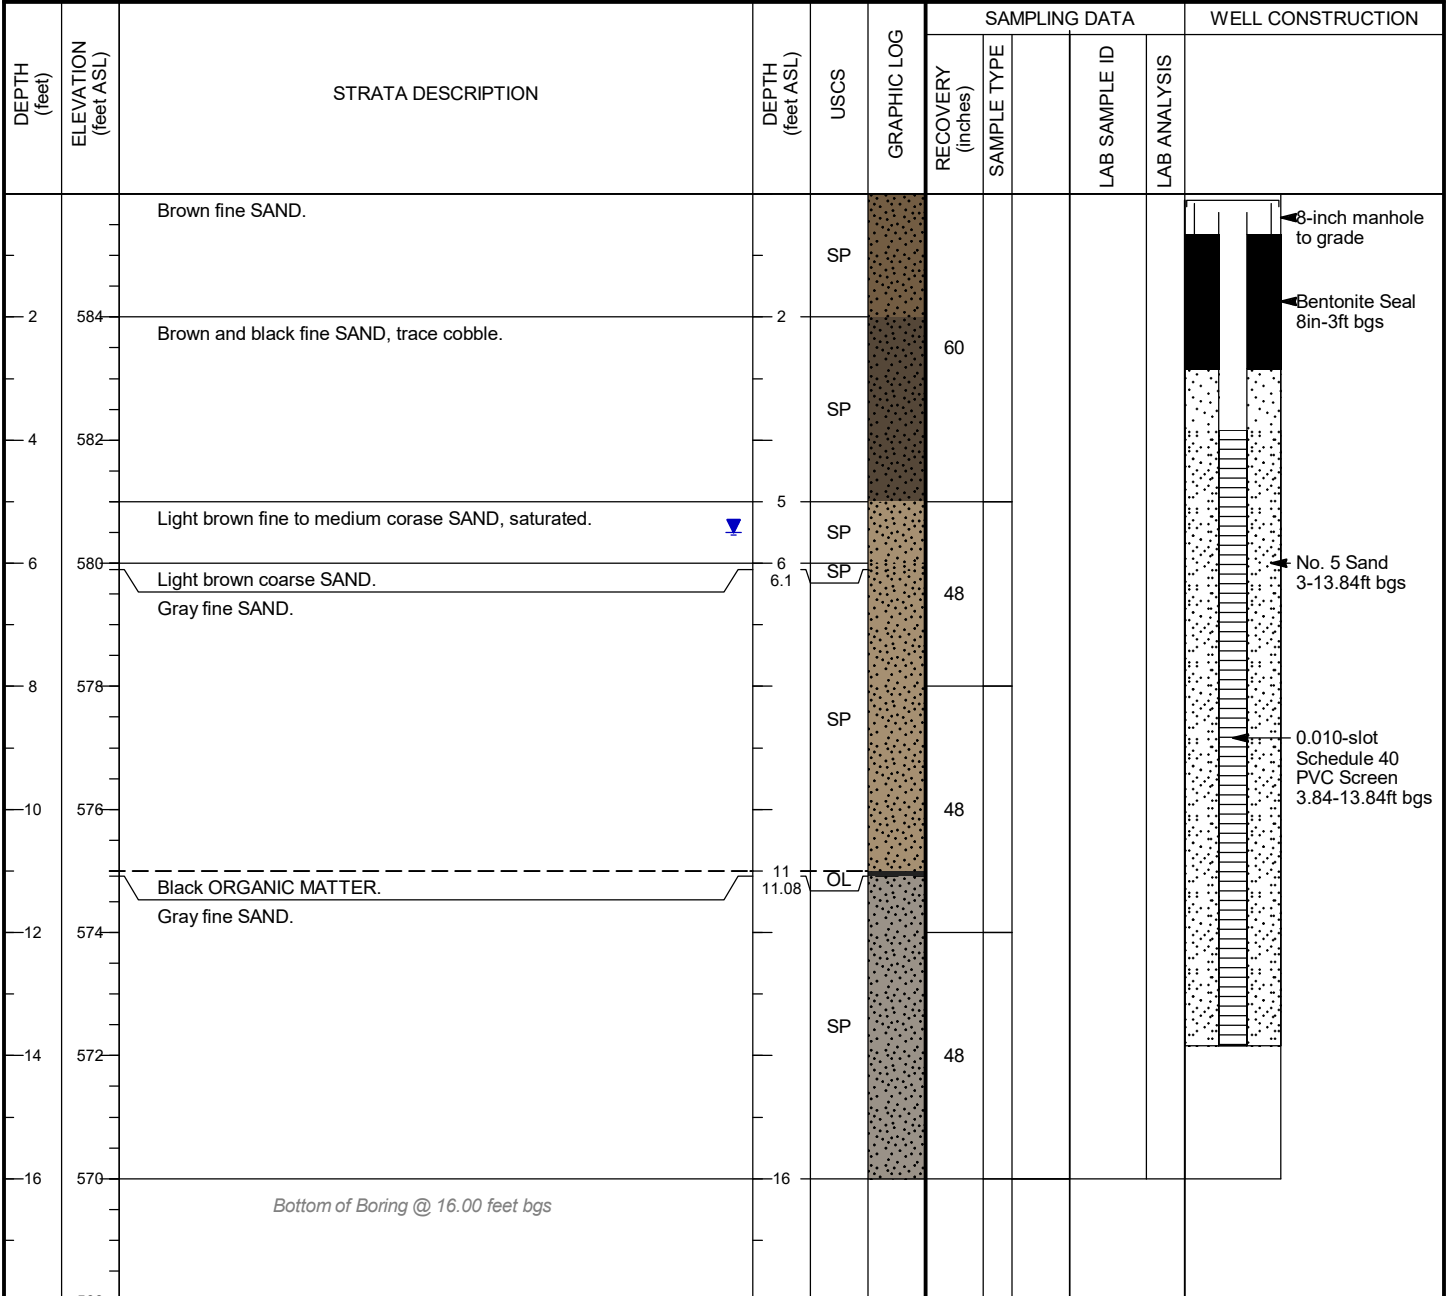 SAMPLING DATA
WELL CONSTRUCTION
DEPTH
(feet)
ELEVATION
(feet ASL)
STRATA DESCRIPTION
DEPTH
(feet ASL)
USCS
GRAPHIC LOG
RECOVERY
(inches)
SAMPLE TYPE
LAB SAMPLE ID
LAB ANALYSIS
Brown fine SAND.
8-inch manhole
to grade
SP
Bentonite Seal
8in-3ft bgs
2 584 2
Brown and black fine SAND, trace cobble.
60
SP
4 582
5
Light brown fine to medium corase SAND, saturated.
SP
6 580 6
No. 5 Sand
3-13.84ft bgs
Light brown coarse SAND.
6.1
SP
48
Gray fine SAND.
8 578
SP
0.010-slot
Schedule 40
PVC Screen
3.84-13.84ft bgs
10 576
48
11
Black ORGANIC MATTER.
11.08
OL
Gray fine SAND.
12 574
SP
14 572
48
16 570 16
Bottom of Boring @ 16.00 feet bgs